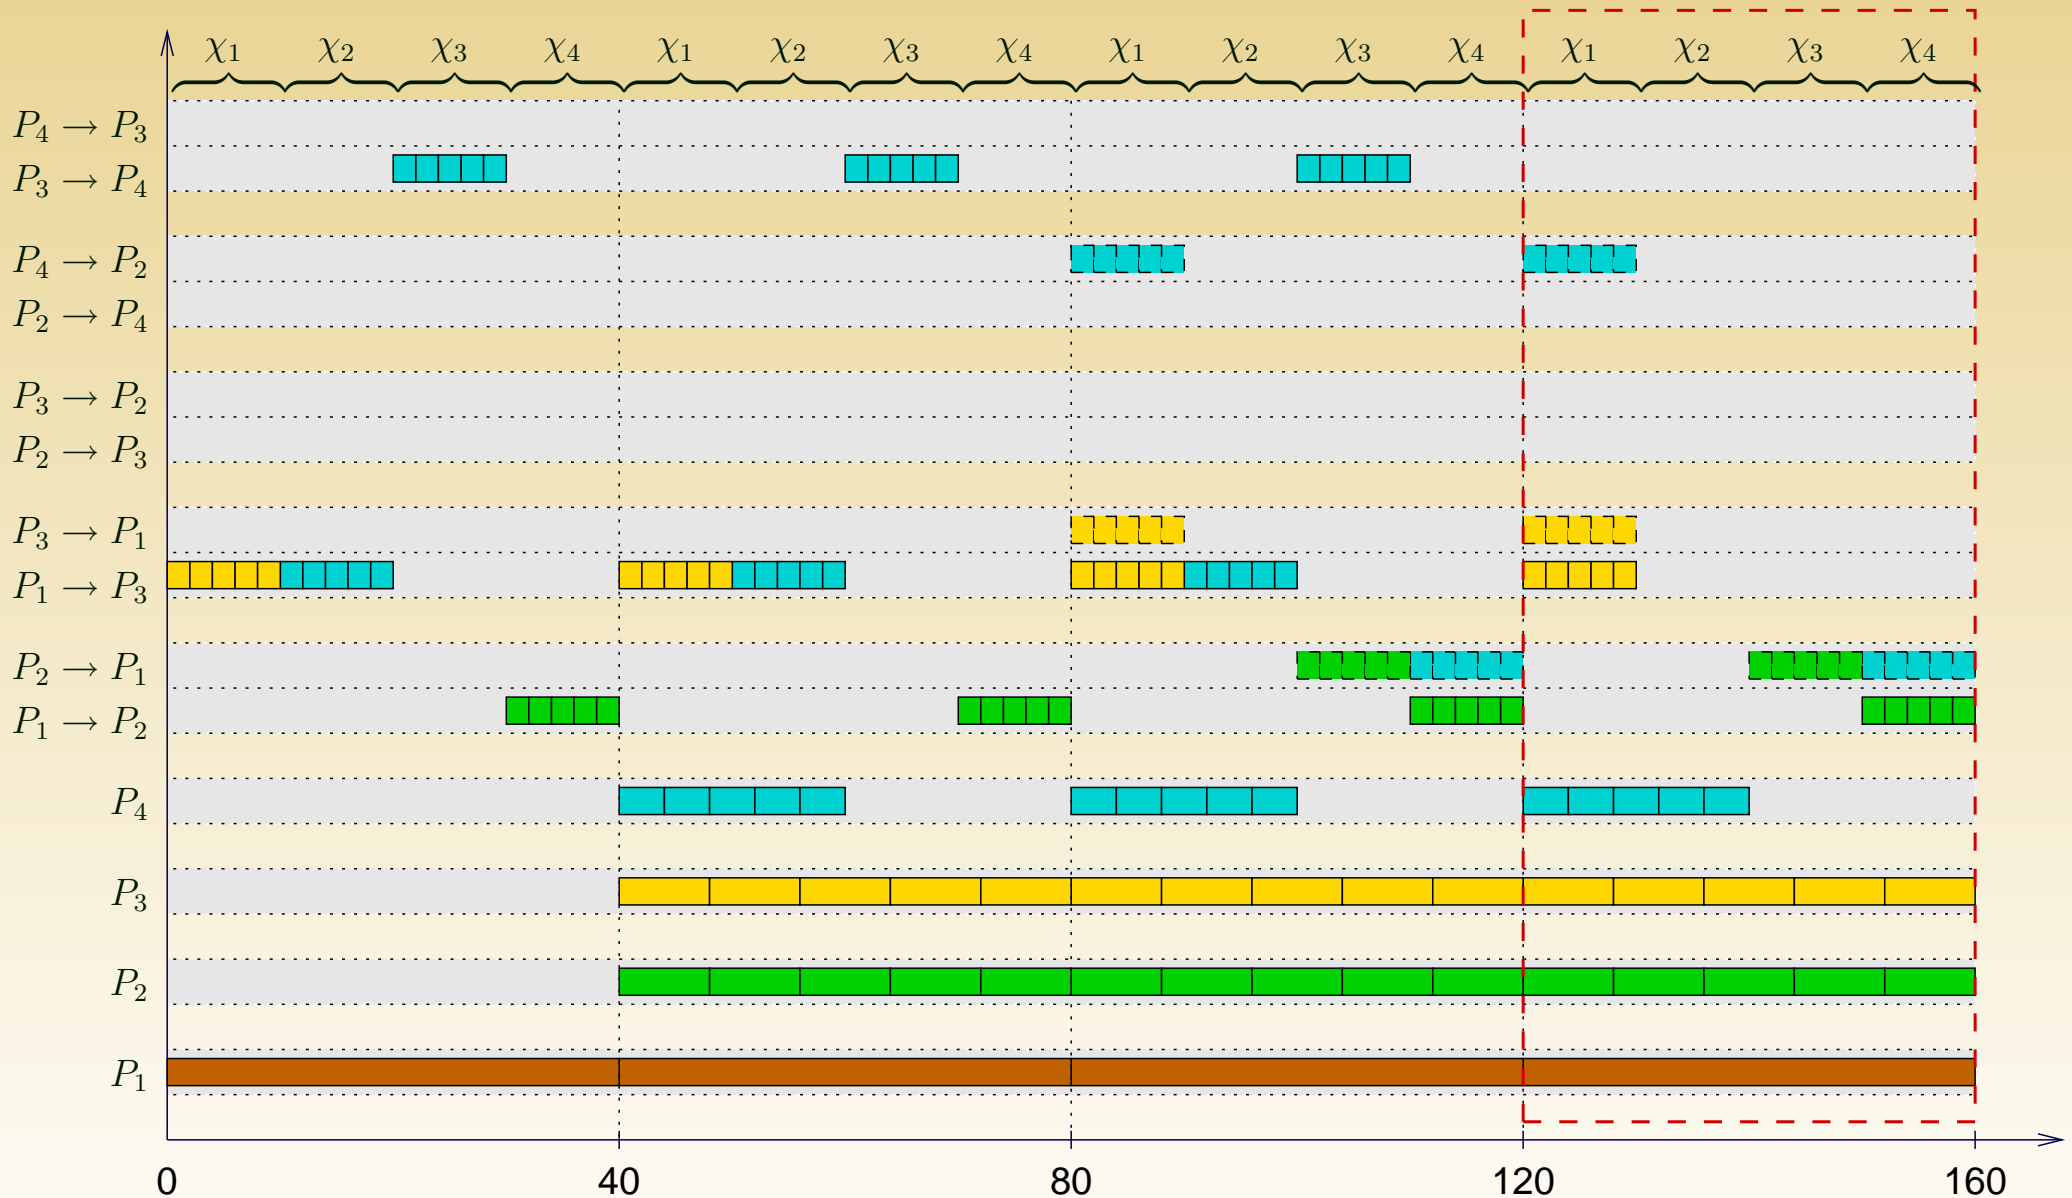 χ₁ χ₂ χ₃ χ₄ χ₁ χ₂ χ₃ χ₄ χ₁ χ₂ χ₃ χ₄ χ₁ χ₂ χ₃ χ₄
P₄ → P₃
P₃ → P₄
P₄ → P₂
P₂ → P₄
P₃ → P₂
P₂ → P₃
P₃ → P₁
P₁ → P₃
P₂ → P₁
P₁ → P₂
P₄
P₃
P₂
P₁
0 40 80 120 160